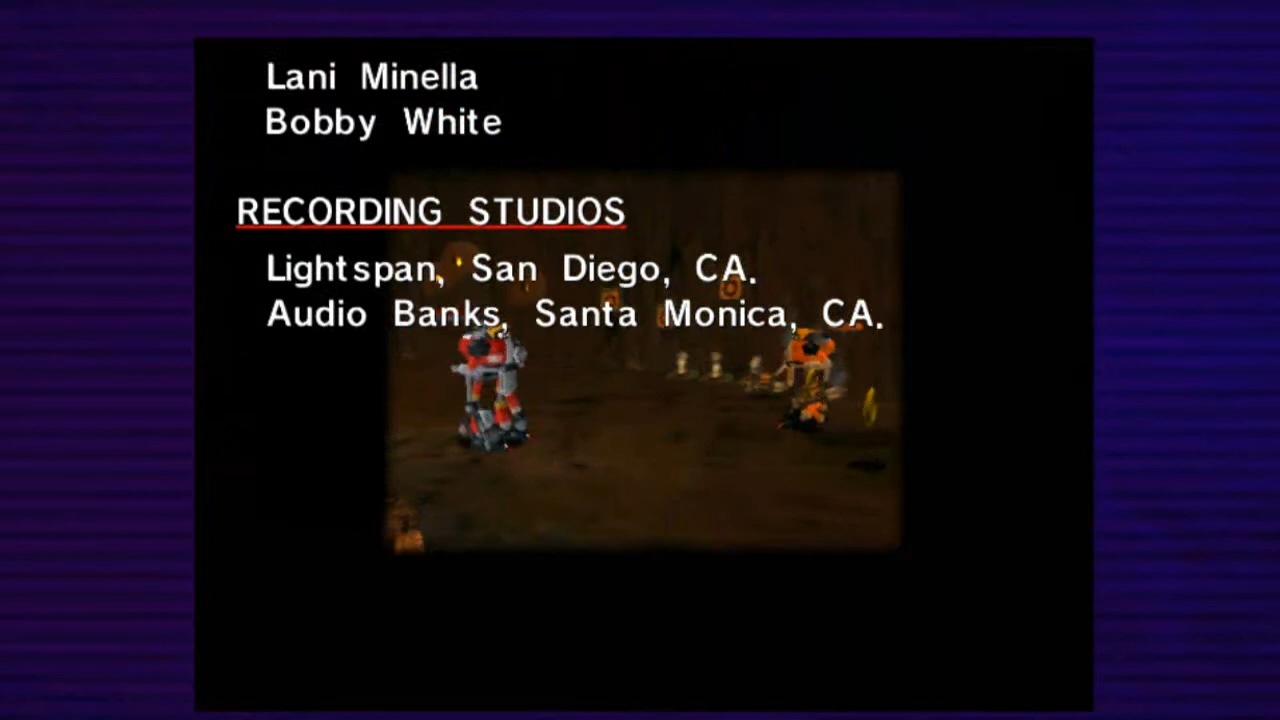 Lani Minella
Bobby White
RECORDING STUDIOS
Lightspan, San Diego, CA.
Audio Banks, Santa Monica, CA.